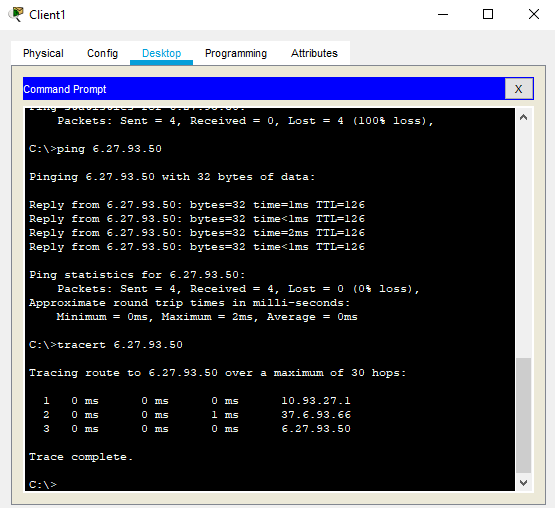 Client1
Physical Config Desktop Programming Attributes
Command Prompt X
Packets: Sent = 4, Received = 0, Lost = 4 (100% loss),
C:\>ping 6.27.93.50
Pinging 6.27.93.50 with 32 bytes of data:
Reply from 6.27.93.50: bytes=32 time=1ms TTL=126
Reply from 6.27.93.50: bytes=32 time<1ms TTL=126
Reply from 6.27.93.50: bytes=32 time=2ms TTL=126
Reply from 6.27.93.50: bytes=32 time<1ms TTL=126
Ping statistics for 6.27.93.50:
Packets: Sent = 4, Received = 4, Lost = 0 (0% loss),
Approximate round trip times in milli-seconds:
Minimum = 0ms, Maximum = 2ms, Average = 0ms
C:\>tracert 6.27.93.50
Tracing route to 6.27.93.50 over a maximum of 30 hops:
1 0 ms 0 ms 0 ms 10.93.27.1
2 0 ms 0 ms 1 ms 37.6.93.66
3 0 ms 0 ms 0 ms 6.27.93.50
Trace complete.
C:\>